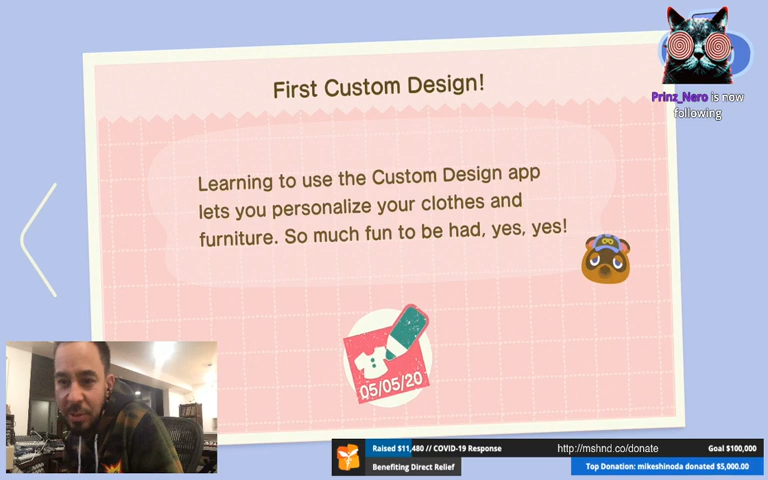 First Custom Design!
Prinz_Nero is now
following
Learning to use the Custom Design app
lets you personalize your clothes and
furniture. So much fun to be had, yes, yes!
05/05/20
Raised $11,480 // COVID-19 Response
http://mshnd.co/donate
Goal $100,000
Benefiting Direct Relief
Top Donation: mikeshinoda donated $5,000.00